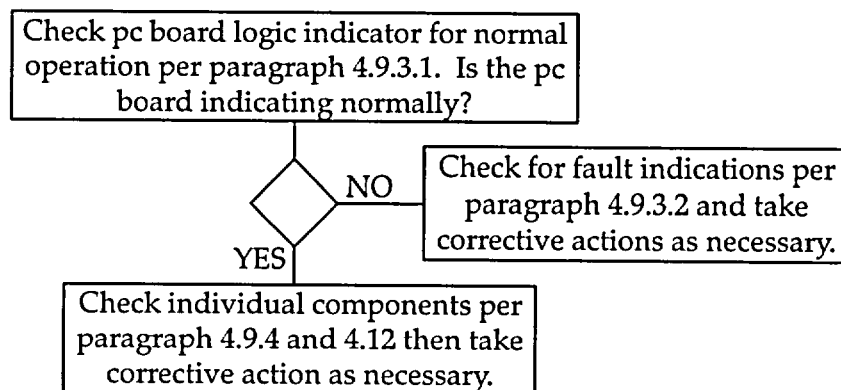 Check pc board logic indicator for normal
operation per paragraph 4.9.3.1. Is the pc
board indicating normally?
NO
Check for fault indications per
paragraph 4.9.3.2 and take
corrective actions as necessary.
YES
Check individual components per
paragraph 4.9.4 and 4.12 then take
corrective action as necessary.